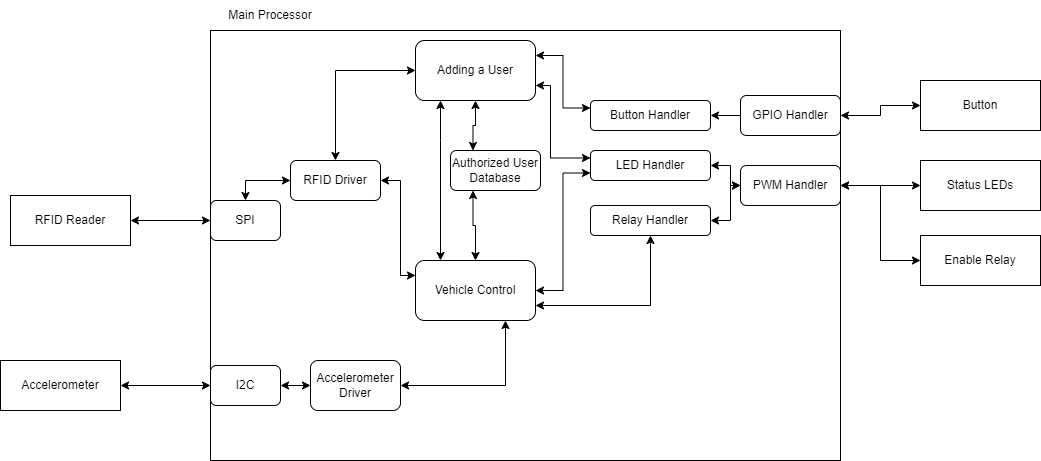 Main Processor
Adding a User
Button Handler
GPIO Handler
Button
Authorized User
Database
LED Handler
RFID Driver
PWM Handler
Status LEDs
RFID Reader
SPI
Relay Handler
Enable Relay
Vehicle Control
Accelerometer
I2C
Accelerometer
Driver